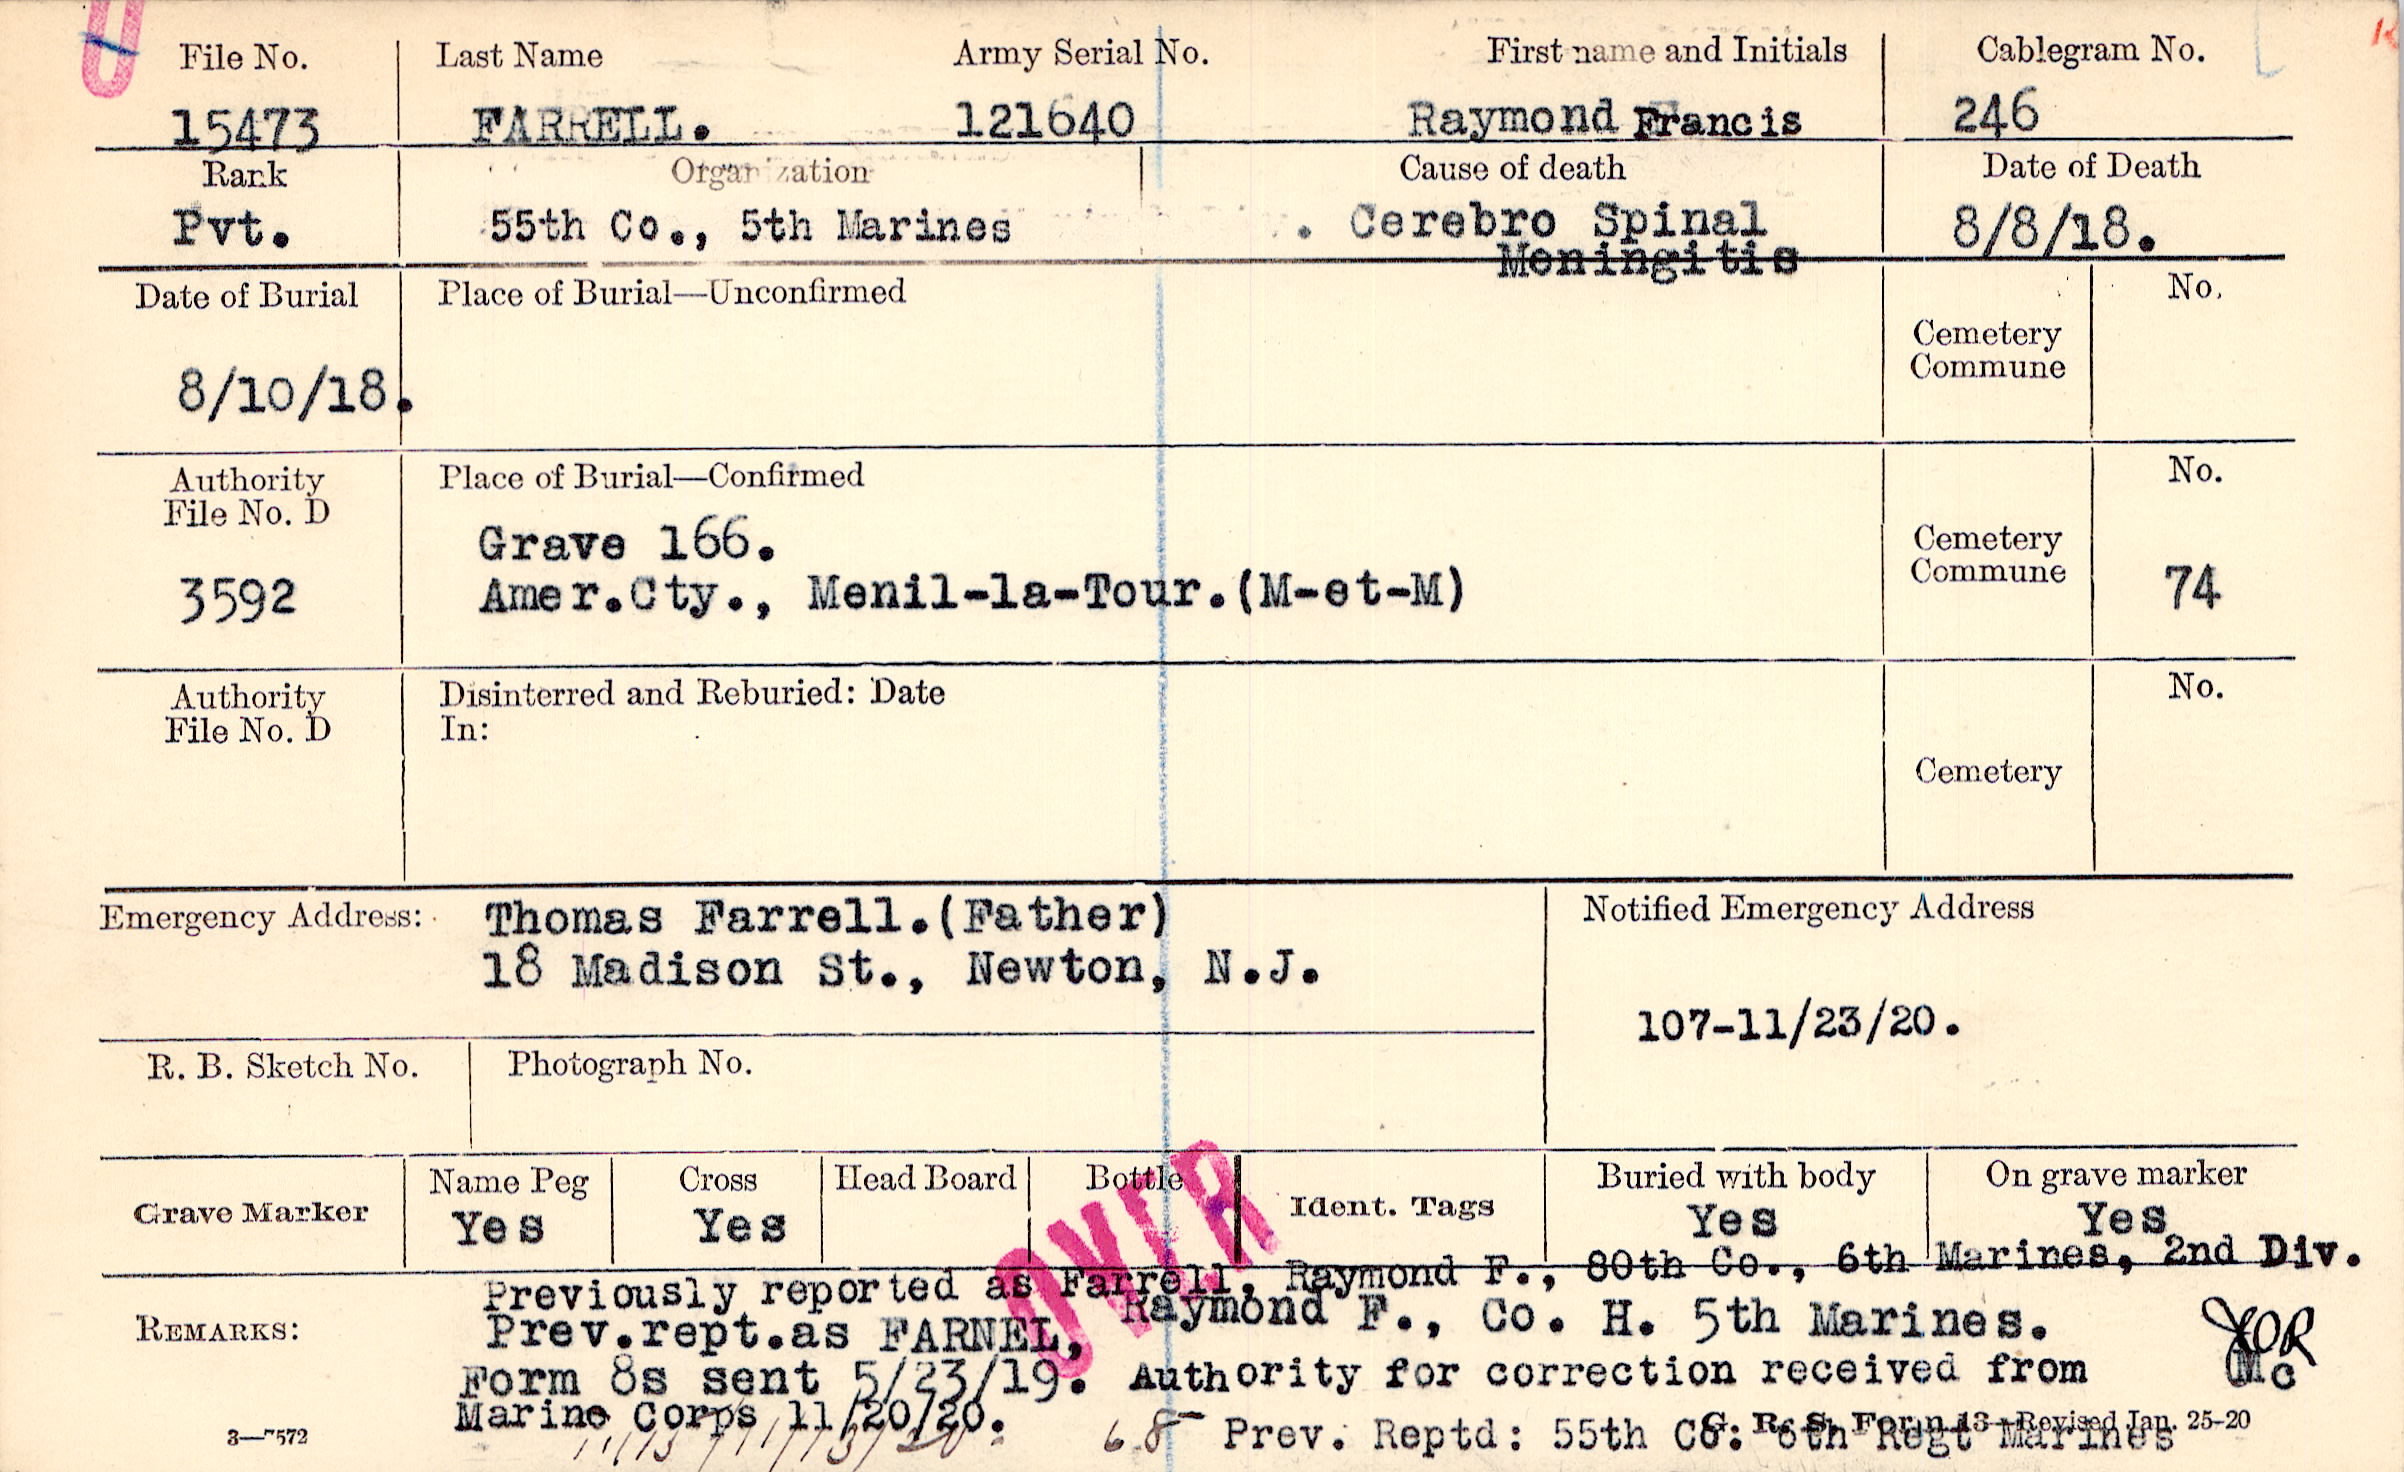 File No. Last Name Army Serial No. First name and Initials Cablegram No.
15473 FARRELL. 121640 Raymond Francis 246
Rank Organization Cause of death Date of Death
Pvt. 55th Co., 5th Marines . Cerebro Spinal 8/8/18.
Meningitis
Date of Burial Place of Burial—Unconfirmed No.
Cemetery
Commune
8/10/18.
Authority Place of Burial—Confirmed No.
File No. D
Grave 166. Cemetery
3592 Amer.Cty., Menil-la-Tour.(M-et-M) Commune 74
Authority Disinterred and Reburied: Date No.
File No. D In:
Cemetery
Emergency Address: Thomas Farrell.(Father) Notified Emergency Address
18 Madison St., Newton, N.J.
107-11/23/20.
R. B. Sketch No. Photograph No.
Grave Marker Name Peg Cross Head Board Bottle Ident. Tags Buried with body On grave marker
Yes Yes Yes Yes
OVER
Previously reported as Farrell, Raymond F., 80th Co., 6th Marines, 2nd Div.
REMARKS: Prev.rept.as FARNEL, Raymond F., Co. H. 5th Marines.
Form 8s sent 5/23/19. Authority for correction received from Mc
Marine Corps 11/20/20.
68 Prev. Reptd: 55th Co: 6th Regt Marines
3—7572 G. R. S. Form 13—Revised Jan. 25-20